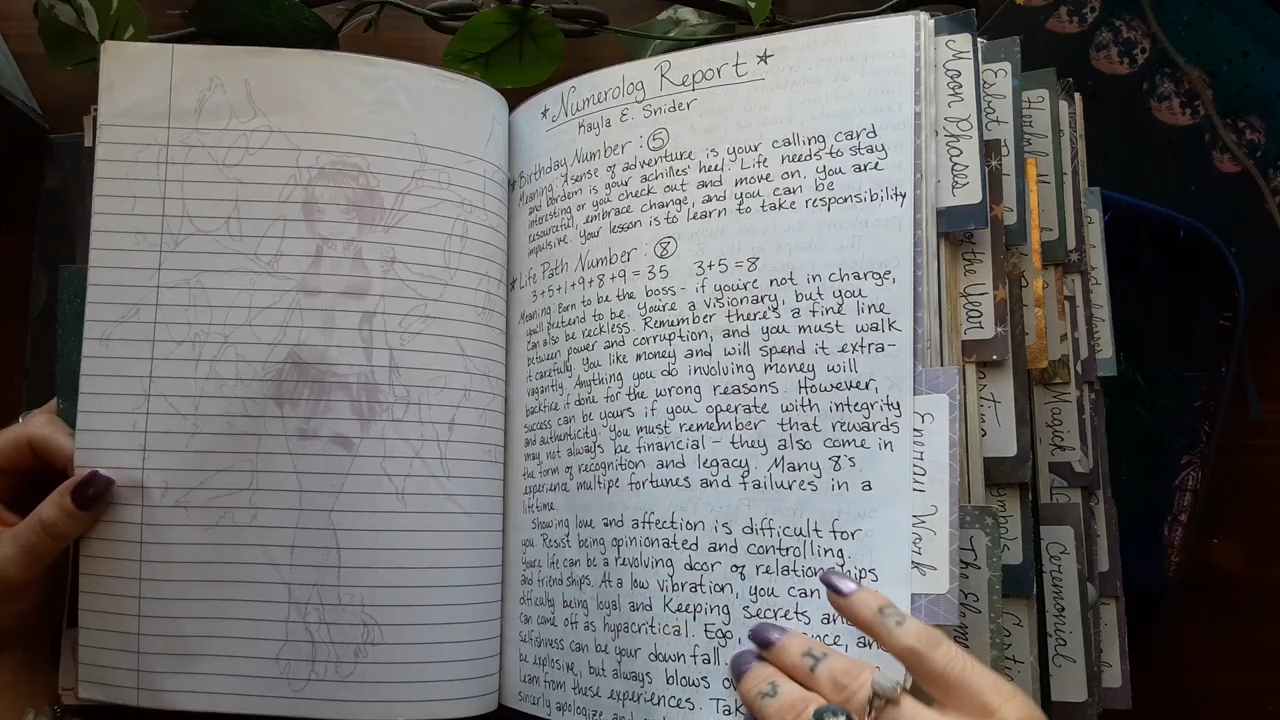 ★Numerolog Report★
Kayla E. Snider
★Birthday Number: 5
Meaning: A sense of adventure is your calling card
and bordem is your achilles' heel. Life needs to stay
interesting or you check out and move on. you are
resourceful, embrace change, and you can be
impulsive. Your lesson is to learn to take responsibility
★Life Path Number: 8
3+5+1+9+8+9=35 3+5=8
Meaning: Born to be the boss - if you're not in charge,
you'll pretend to be. You're a visionary, but you
can also be reckless. Remember there's a fine line
between power and corruption, and you must walk
it carefully. You like money and will spend it extra-
vagantly. Anything you do involving money will
backfire if done for the wrong reasons. However,
success can be yours if you operate with integrity
and authenticity. You must remember that rewards
may not always be financial - they also come in
the form of recognition and legacy. Many 8's
experience multipe fortunes and failures in a
lifetime.
Showing love and affection is difficult for
you. Resist being opinionated and controlling.
Youre life can be a revolving door of relationships
and friendships. At a low vibration, you can
difficulty being loyal and keeping secrets and
can come off as hypacritical. Ego,
selfishness can be your downfall.
be explosive, but always blows
learn from these experiences.
sincerly apologize and
Moon Phases
Esbat
of the Year
Magick
Energy Work
Ceremonial